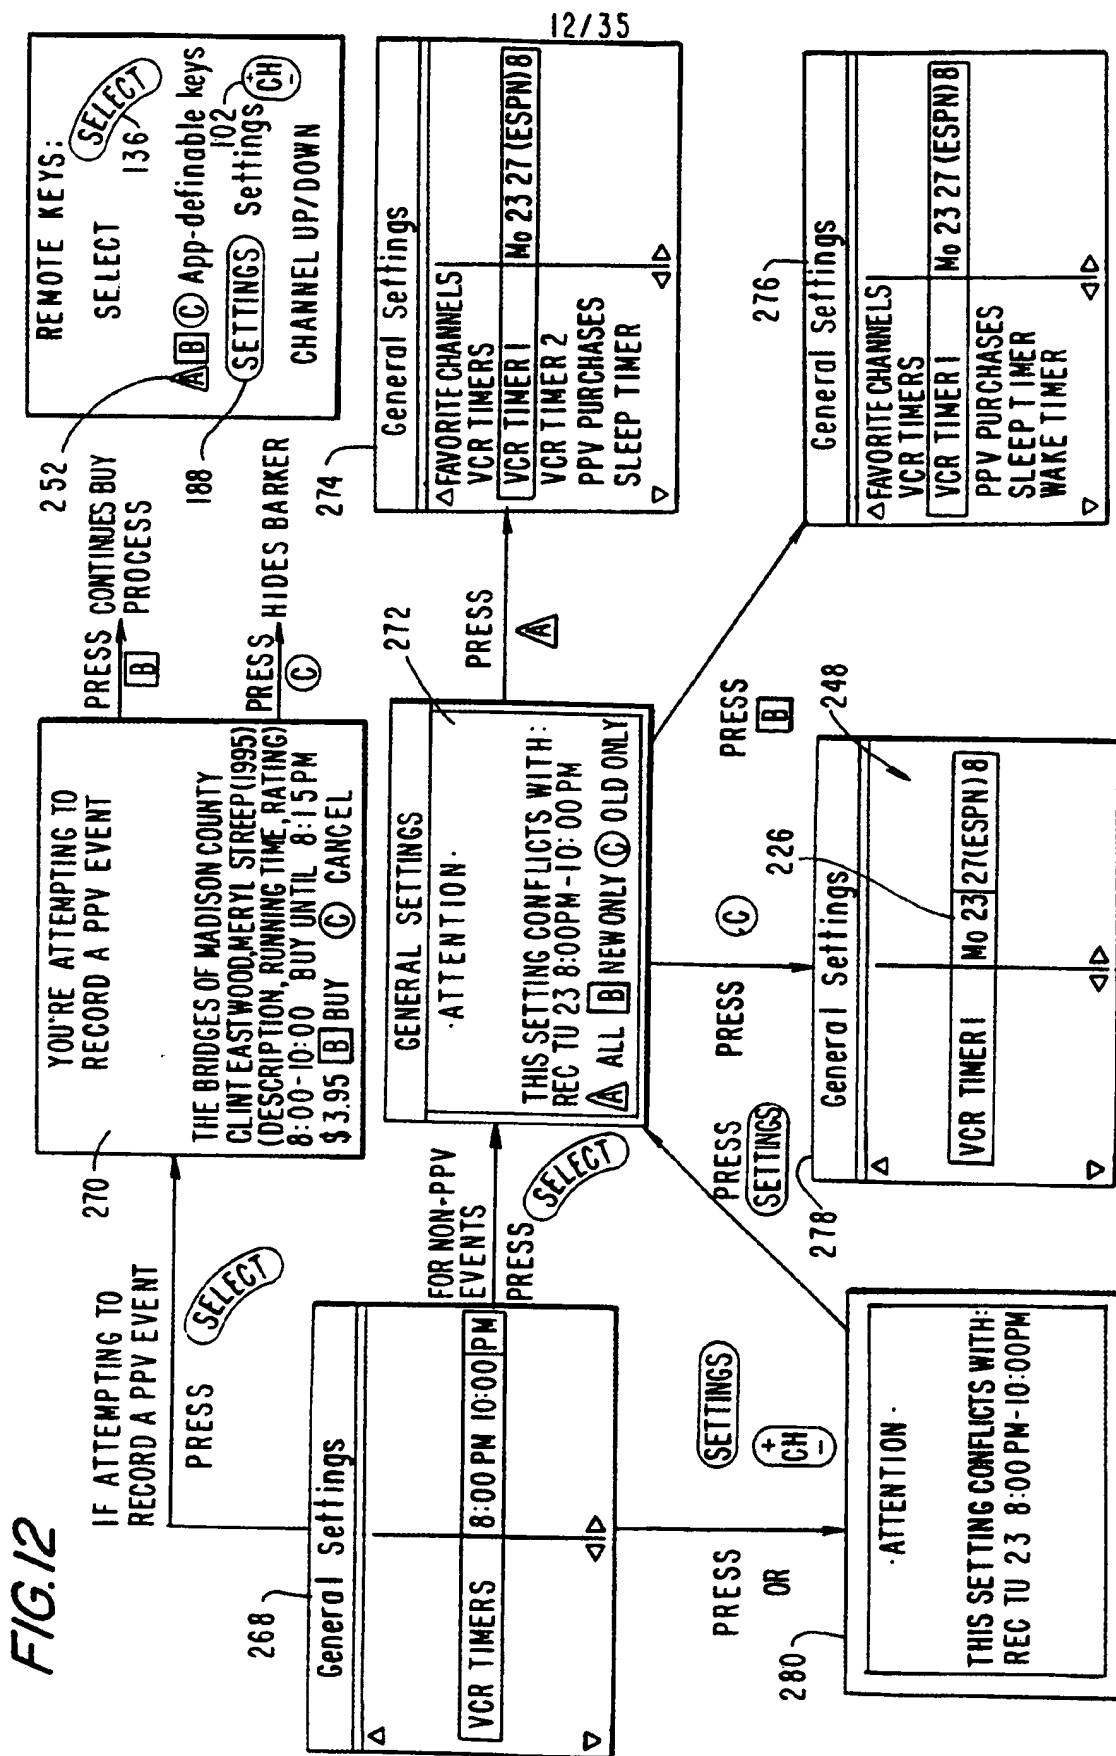 FIG.12
12/35
IF ATTEMPTING TO
RECORD A PPV EVENT
PRESS
SELECT
270
YOU'RE ATTEMPTING TO
RECORD A PPV EVENT
THE BRIDGES OF MADISON COUNTY
CLINT EASTWOOD,MERYL STREEP(1995)
(DESCRIPTION,RUNNING TIME,RATING)
8:00-10:00 BUY UNTIL 8:15PM
$3.95 B BUY C CANCEL
PRESS CONTINUES BUY
B PROCESS
PRESS HIDES BARKER
C
REMOTE KEYS:
SELECT SELECT
136
252
A B C App-definable keys
102
188
SETTINGS Settings
+
CH
-
CHANNEL UP/DOWN
268
General Settings
VCR TIMERS 8:00PM 10:00 PM
FOR NON-PPV
EVENTS
PRESS
SELECT
272
GENERAL SETTINGS
·ATTENTION·
THIS SETTING CONFLICTS WITH:
REC TU 23 8:00PM-10:00PM
A ALL B NEW ONLY C OLD ONLY
PRESS
A
274
General Settings
FAVORITE CHANNELS
VCR TIMERS
VCR TIMER1 Mo 23 27 (ESPN) 8
VCR TIMER 2
PPV PURCHASES
SLEEP TIMER
PRESS SETTINGS
OR +
CH
-
280
·ATTENTION·
THIS SETTING CONFLICTS WITH:
REC TU 23 8:00PM-10:00PM
PRESS
SETTINGS
PRESS C
278
General Settings
226
248
VCR TIMER1 Mo 23 27(ESPN)8
PRESS
B
276
General Settings
FAVORITE CHANNELS
VCR TIMERS
VCR TIMER1 Mo 23 27 (ESPN)8
PPV PURCHASES
SLEEP TIMER
WAKE TIMER